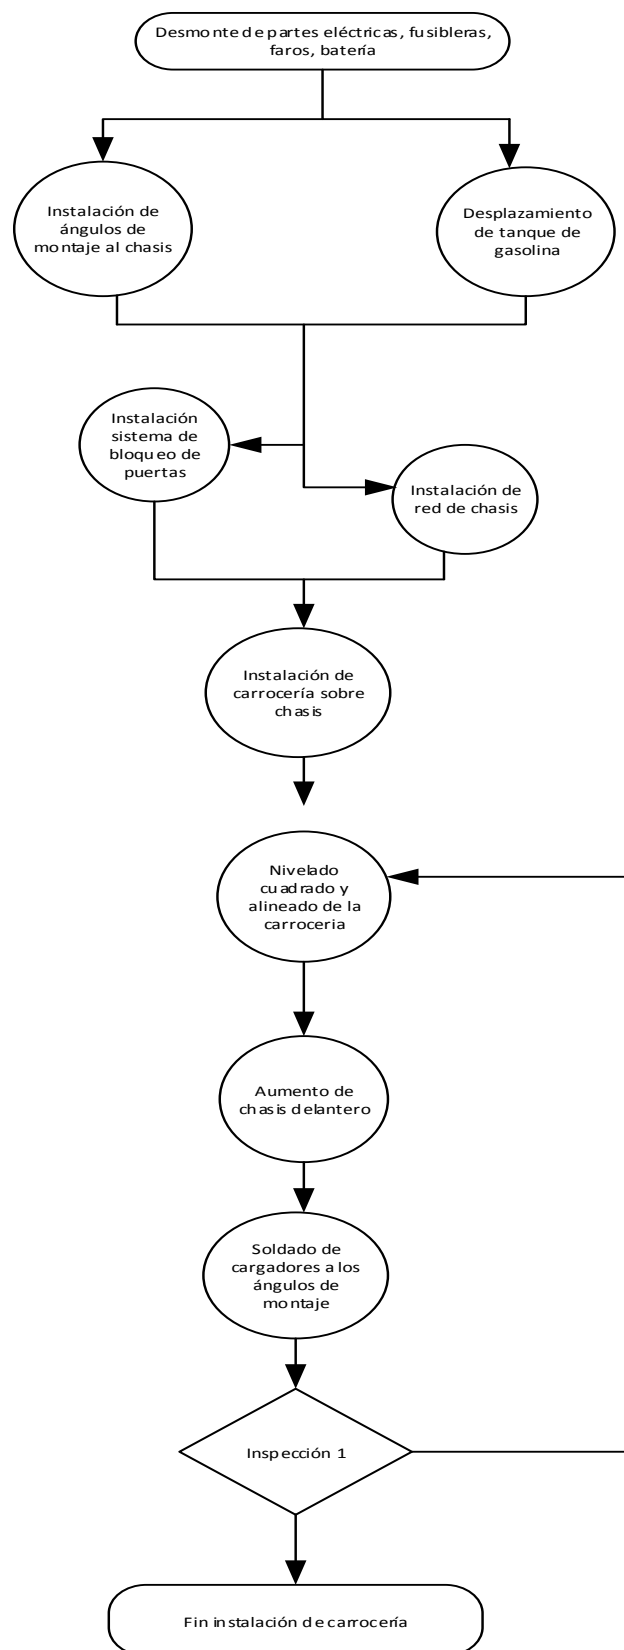 Desmonte de partes eléctricas, fusibleras,
faros, batería
Instalación de
ángulos de
montaje al chasis
Desplazamiento
de tanque de
gasolina
Instalación
sistema de
bloqueo de
puertas
Instalación de
red de chasis
Instalación de
carrocería sobre
chasis
Nivelado
cuadrado y
alineado de la
carroceria
Aumento de
chasis delantero
Soldado de
cargadores a los
ángulos de
montaje
Inspección 1
Fin instalación de carrocería